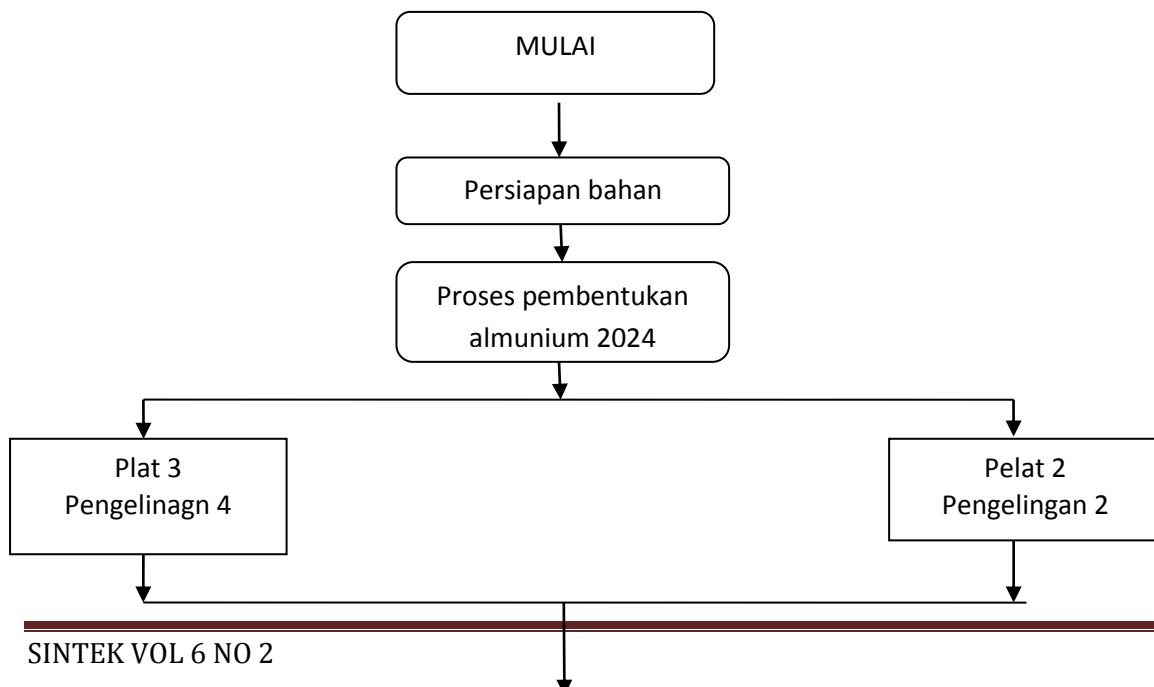 MULAI
Persiapan bahan
Proses pembentukan
almunium 2024
Plat 3
Pengelinagn 4
Pelat 2
Pengelingan 2
SINTEK VOL 6 NO 2